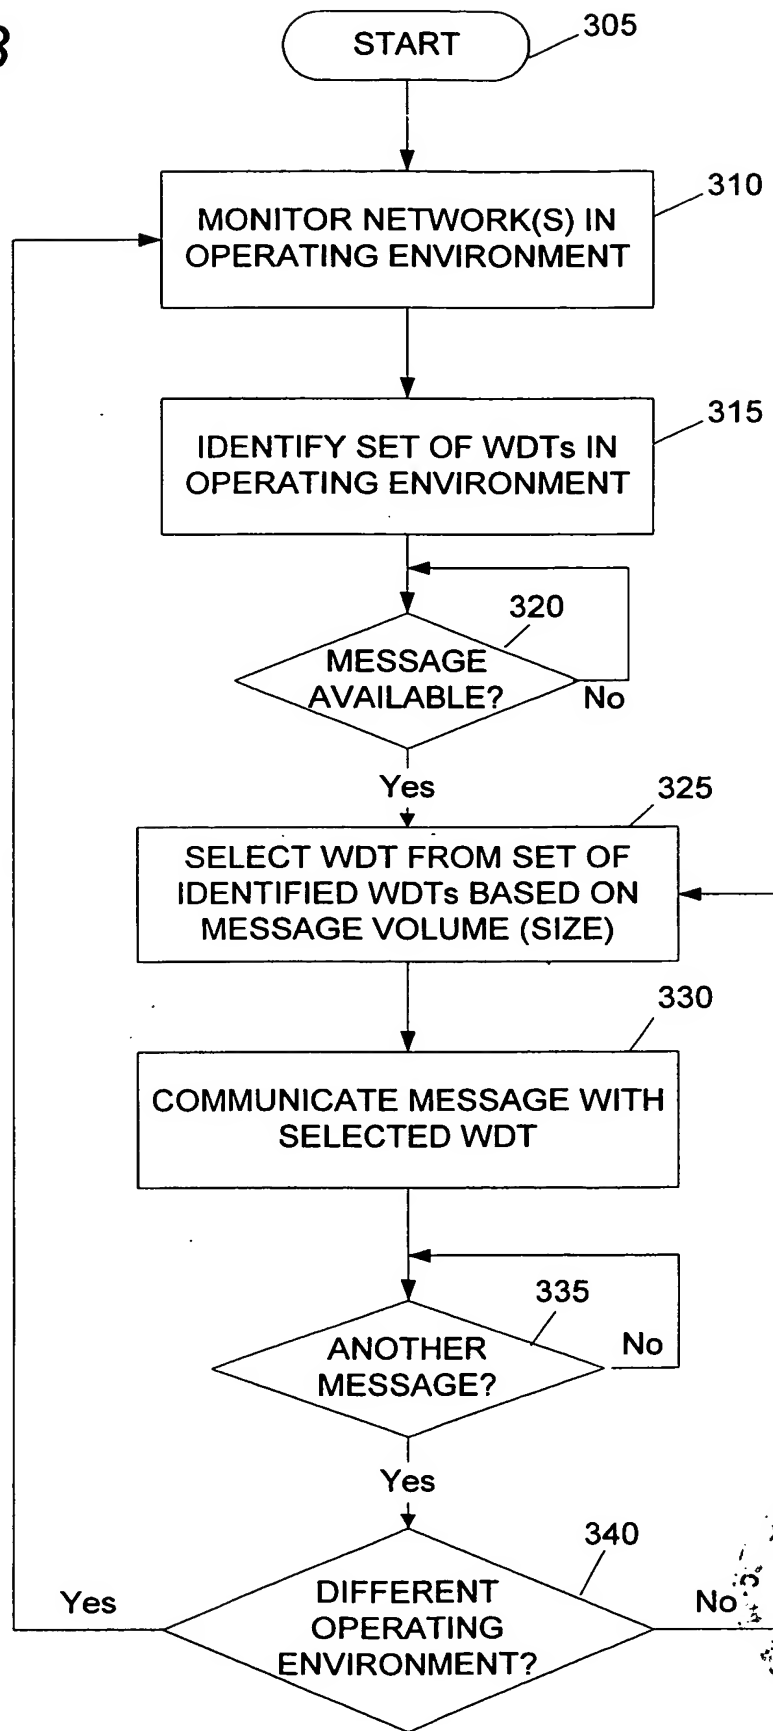 3
START
305
310
MONITOR NETWORK(S) IN
OPERATING ENVIRONMENT
315
IDENTIFY SET OF WDTs IN
OPERATING ENVIRONMENT
320
MESSAGE
AVAILABLE?
No
Yes
325
SELECT WDT FROM SET OF
IDENTIFIED WDTs BASED ON
MESSAGE VOLUME (SIZE)
330
COMMUNICATE MESSAGE WITH
SELECTED WDT
335
ANOTHER
MESSAGE?
No
Yes
340
DIFFERENT
OPERATING
ENVIRONMENT?
Yes
No